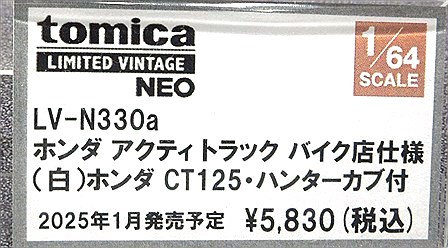 tomica
LIMITED VINTAGE
NEO
1/64
SCALE
LV-N330a
ホンダ アクティトラック バイク店仕様
(白)ホンダ CT125・ハンターカブ付
2025年1月発売予定 ¥5,830(税込)